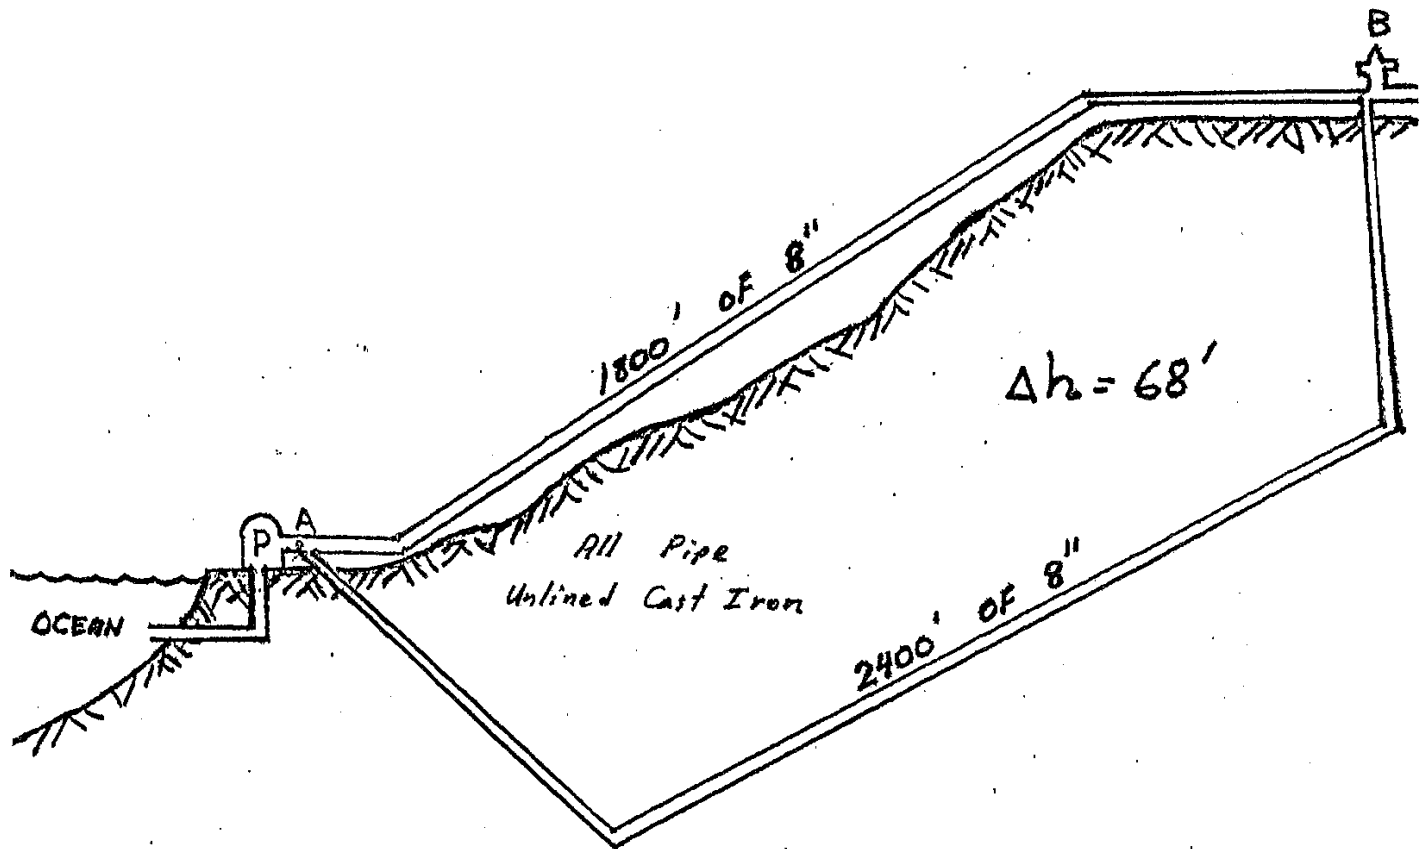 B
1800' OF 8"
Δh = 68'
P
A
All Pipe
Unlined Cast Iron
OCEAN
2400' OF 8"